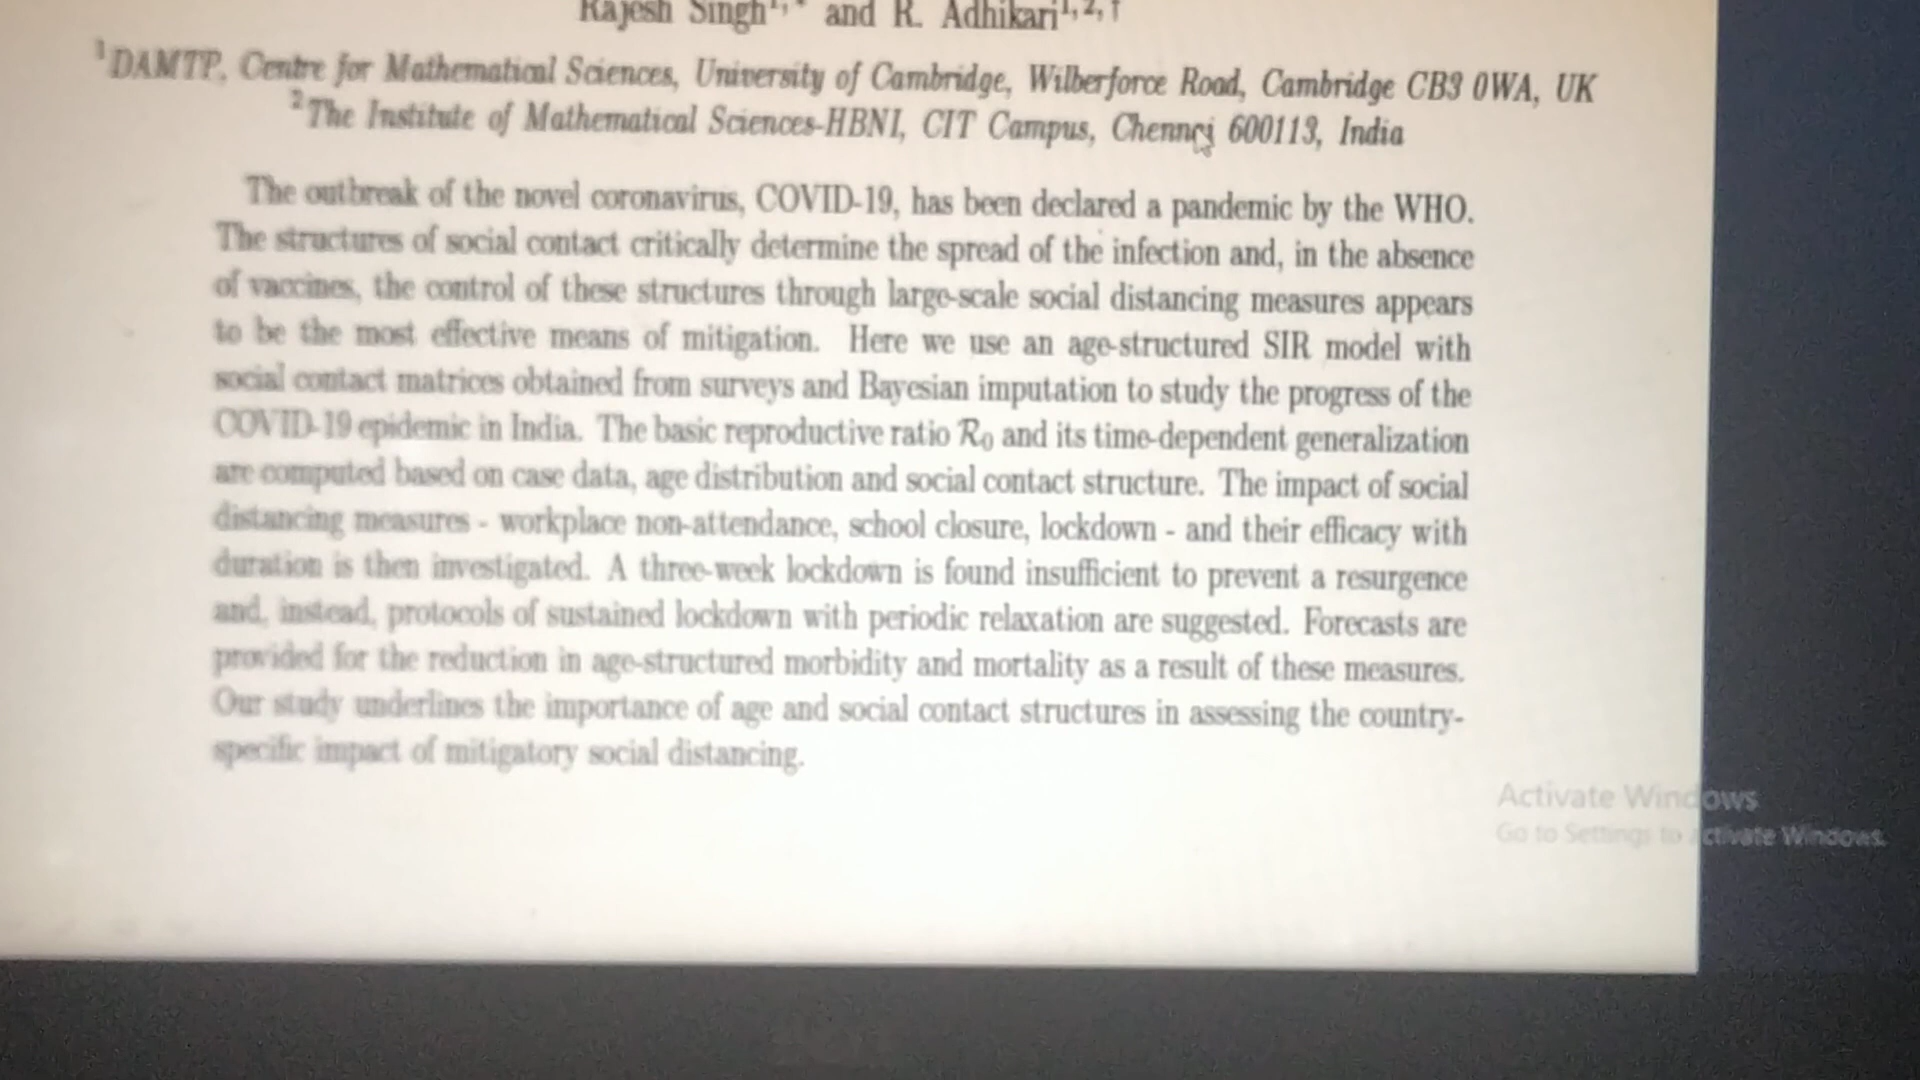 Rajesh Singh¹,* and R. Adhikari¹,²,†
¹DAMTP, Centre for Mathematical Sciences, University of Cambridge, Wilberforce Road, Cambridge CB3 0WA, UK
²The Institute of Mathematical Sciences-HBNI, CIT Campus, Chennai 600113, India
The outbreak of the novel coronavirus, COVID-19, has been declared a pandemic by the WHO.
The structures of social contact critically determine the spread of the infection and, in the absence
of vaccines, the control of these structures through large-scale social distancing measures appears
to be the most effective means of mitigation. Here we use an age-structured SIR model with
social contact matrices obtained from surveys and Bayesian imputation to study the progress of the
COVID-19 epidemic in India. The basic reproductive ratio R₀ and its time-dependent generalization
are computed based on case data, age distribution and social contact structure. The impact of social
distancing measures - workplace non-attendance, school closure, lockdown - and their efficacy with
duration is then investigated. A three-week lockdown is found insufficient to prevent a resurgence
and, instead, protocols of sustained lockdown with periodic relaxation are suggested. Forecasts are
provided for the reduction in age-structured morbidity and mortality as a result of these measures.
Our study underlines the importance of age and social contact structures in assessing the country-
specific impact of mitigatory social distancing.
Activate Windows
Go to Settings to activate Windows.